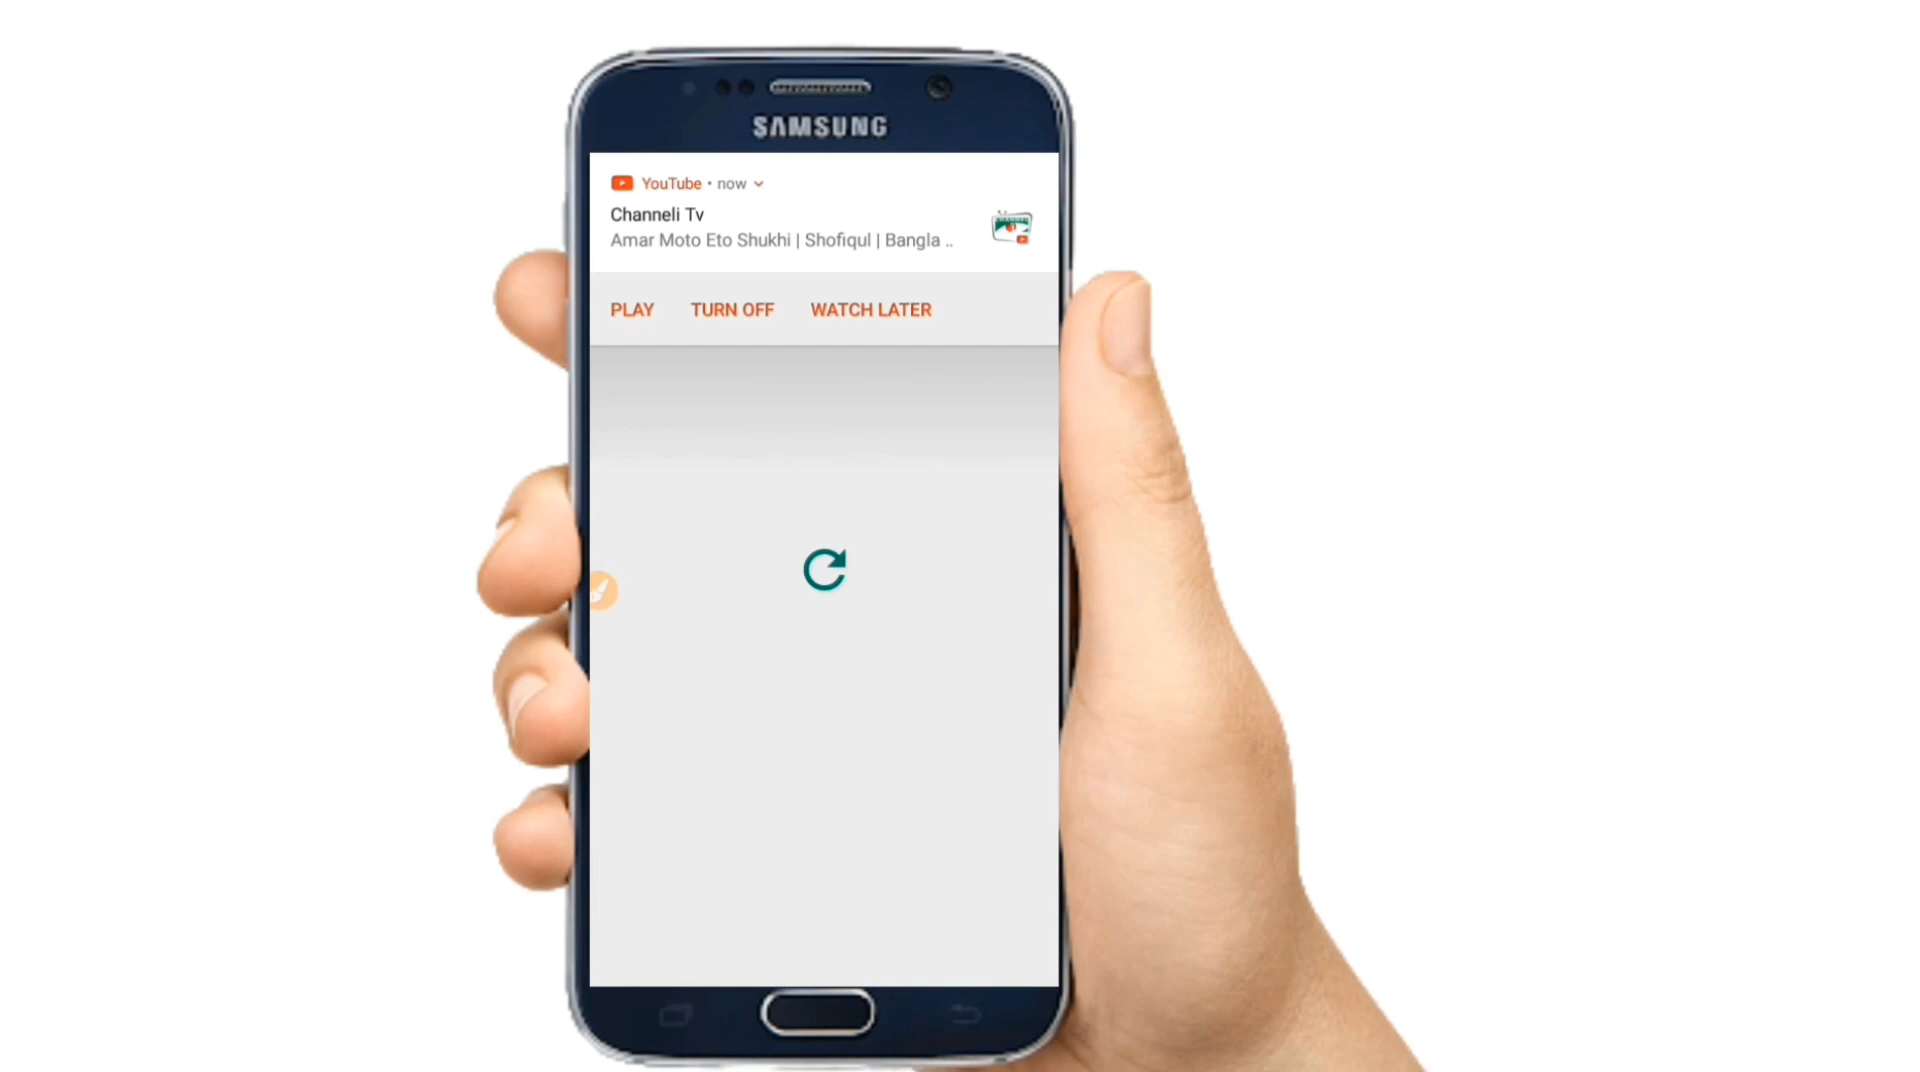 SAMSUNG
YouTube • now
Channeli Tv
Amar Moto Eto Shukhi | Shofiqul | Bangla ..
PLAY TURN OFF WATCH LATER